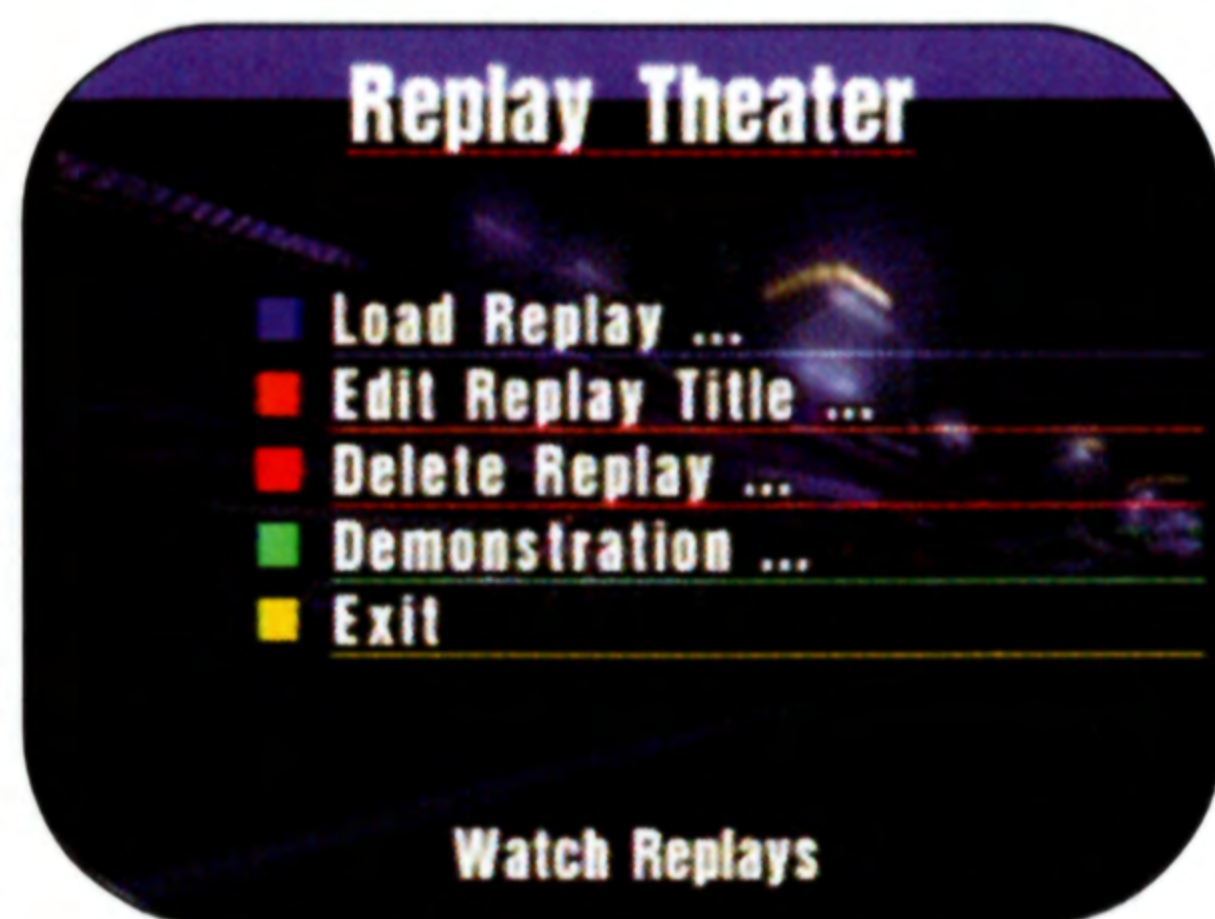 Replay Theater
Load Replay ...
Edit Replay Title ...
Delete Replay ...
Demonstration ...
Exit
Watch Replays